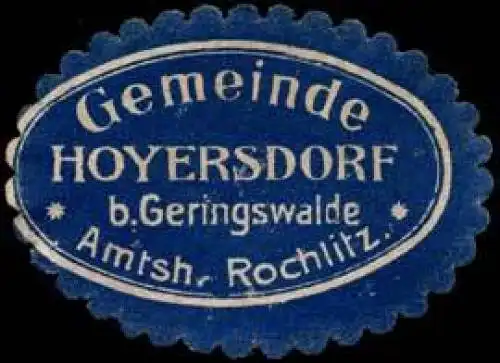 Gemeinde
HOYERSDORF
* b. Geringswalde *
Amtsh. Rochlitz.